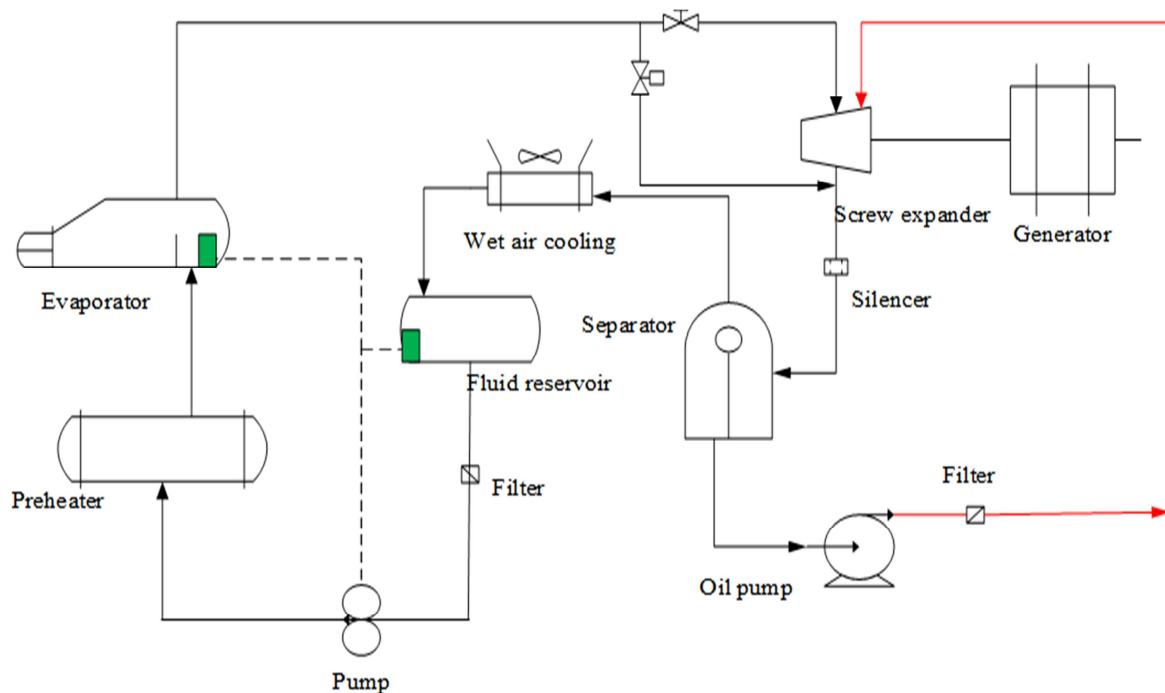 Screw expander
Generator
Wet air cooling
Evaporator
Silencer
Separator
Fluid reservoir
Filter
Filter
Preheater
Oil pump
Pump